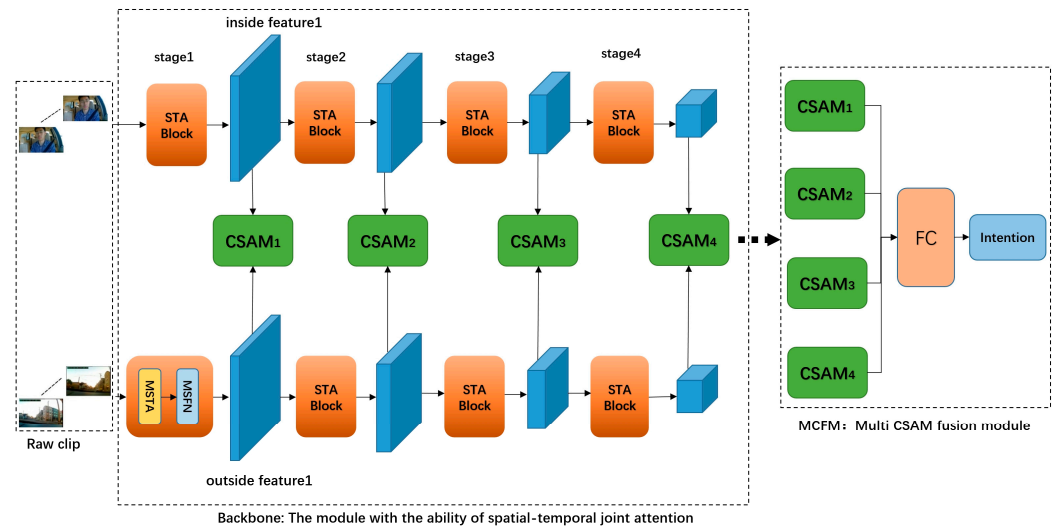 inside feature1
stage1
stage2
stage3
stage4
STA
Block
STA
Block
STA
Block
STA
Block
CSAM1
CSAM2
CSAM3
CSAM4
MSTA
MSFN
STA
Block
STA
Block
STA
Block
Raw clip
outside feature1
Backbone: The module with the ability of spatial-temporal joint attention
CSAM1
CSAM2
CSAM3
CSAM4
FC
Intention
MCFM：Multi CSAM fusion module